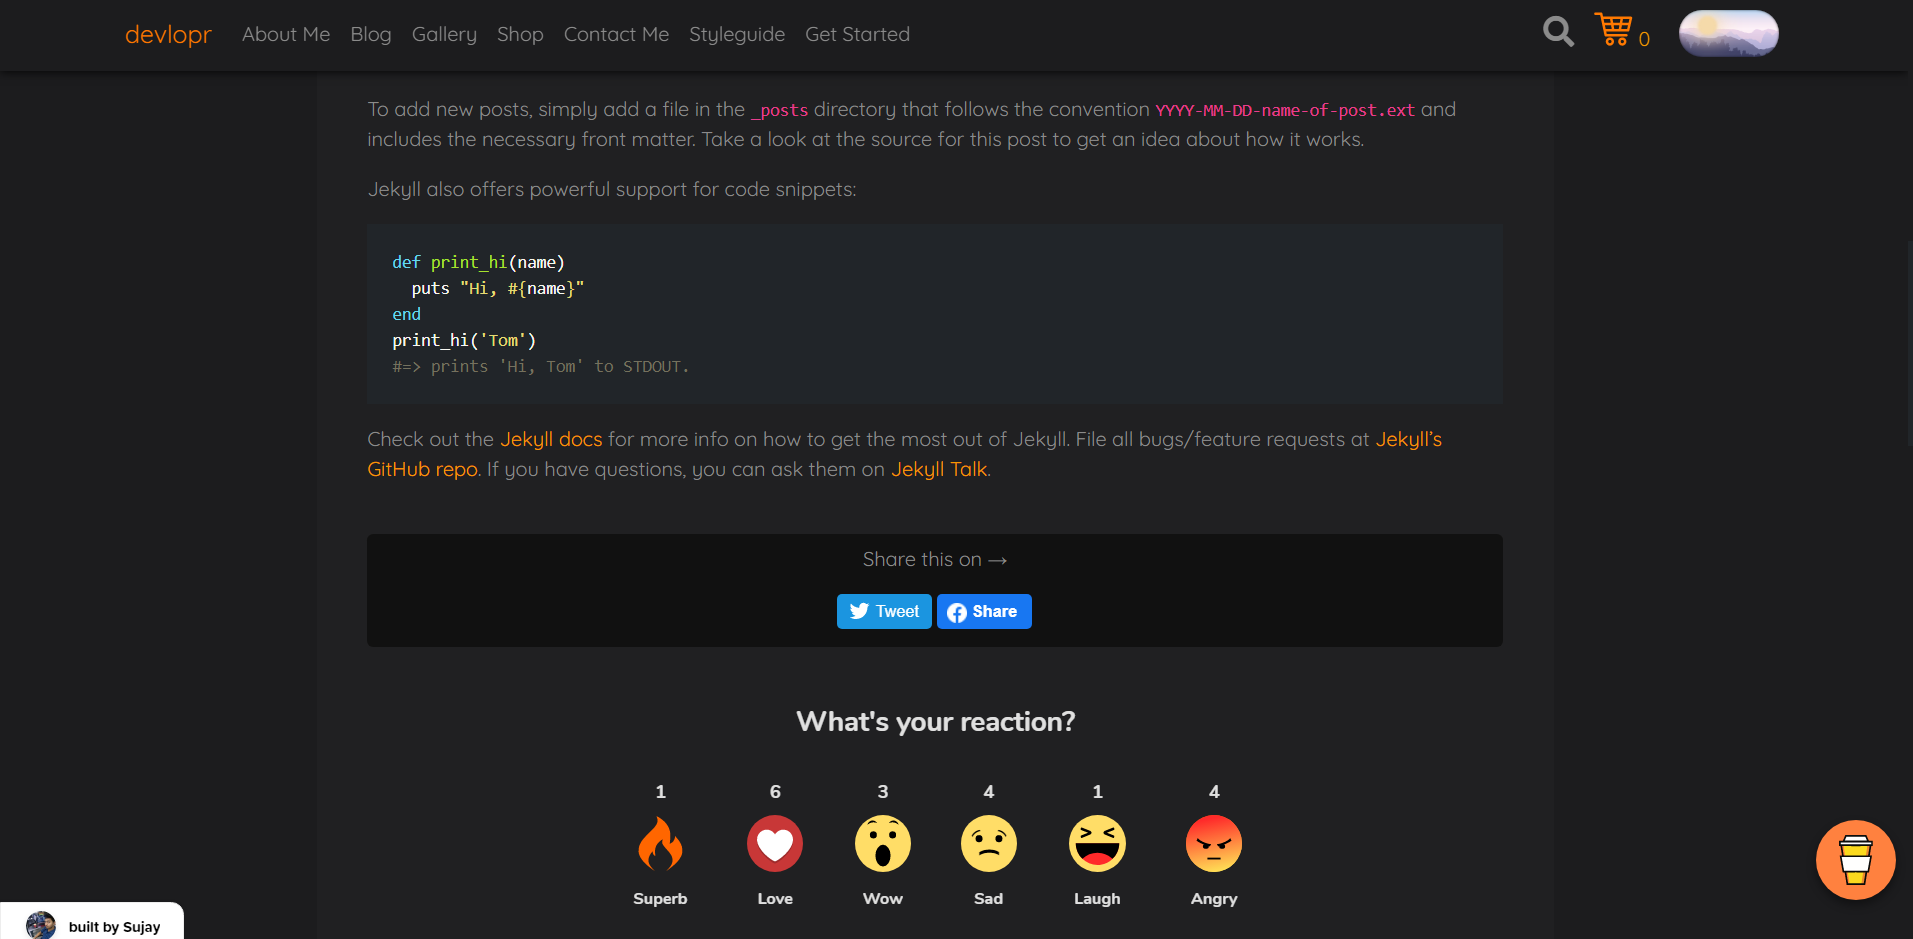 devlopr About Me Blog Gallery Shop Contact Me Styleguide Get Started 0
To add new posts, simply add a file in the _posts directory that follows the convention YYYY-MM-DD-name-of-post.ext and
includes the necessary front matter. Take a look at the source for this post to get an idea about how it works.
Jekyll also offers powerful support for code snippets:
def print_hi(name)
  puts "Hi, #{name}"
end
print_hi('Tom')
#=> prints 'Hi, Tom' to STDOUT.
Check out the Jekyll docs for more info on how to get the most out of Jekyll. File all bugs/feature requests at Jekyll’s
GitHub repo. If you have questions, you can ask them on Jekyll Talk.
Share this on →
Tweet Share
What's your reaction?
1 6 3 4 1 4
Superb Love Wow Sad Laugh Angry
built by Sujay